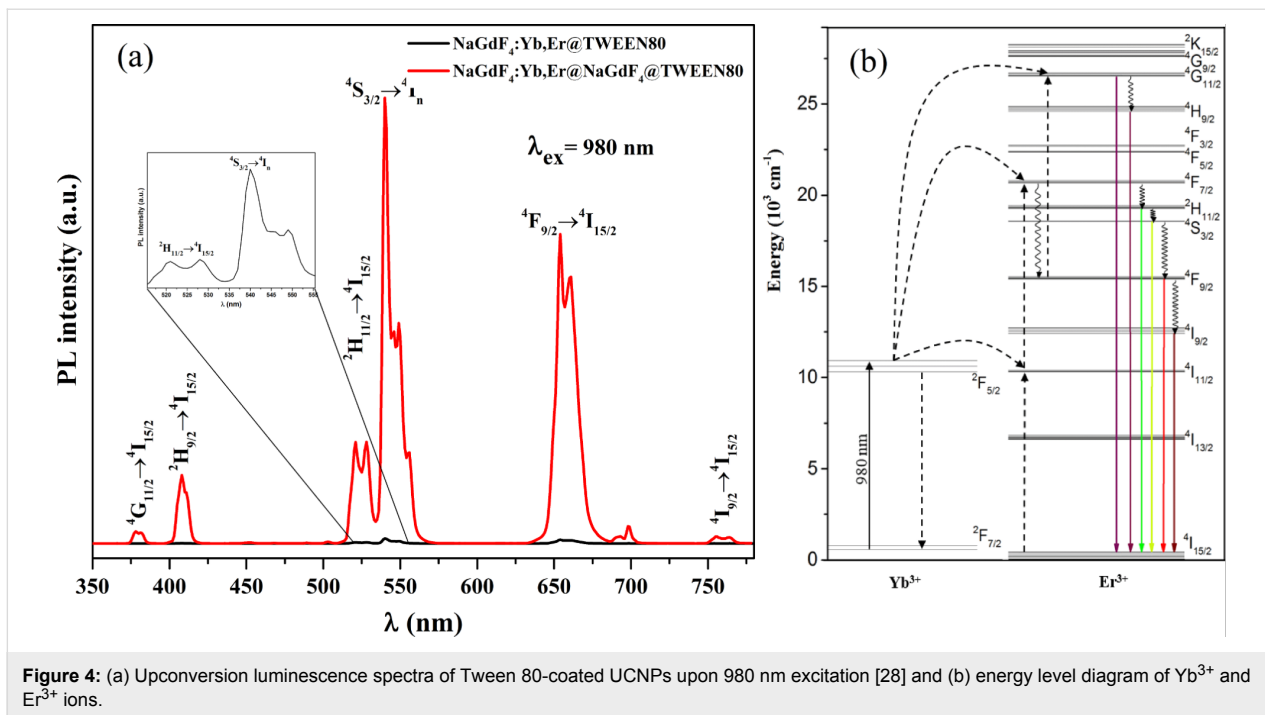 (a)
NaGdF₄:Yb,Er@TWEEN80
NaGdF₄:Yb,Er@NaGdF₄@TWEEN80
⁴S₃/₂→⁴Iₙ
λₑₓ= 980 nm
PL intensity (a.u.)
⁴S₃/₂→⁴Iₙ
²H₁₁/₂→⁴I₁₅/₂
PL intensity (a.u.)
520 525 530 535 540 545 550 555
λ (nm)
⁴G₁₁/₂→⁴I₁₅/₂
²H₉/₂→⁴I₁₅/₂
²H₁₁/₂→⁴I₁₅/₂
⁴F₉/₂→⁴I₁₅/₂
⁴I₉/₂→⁴I₁₅/₂
350 400 450 500 550 600 650 700 750
λ (nm)
(b)
Energy (10³ cm⁻¹)
25
20
15
10
5
0
²K₁₅/₂
⁴G₉/₂
⁴G₁₁/₂
⁴H₉/₂
⁴F₃/₂
⁴F₅/₂
⁴F₇/₂
²H₁₁/₂
⁴S₃/₂
⁴F₉/₂
⁴I₉/₂
⁴I₁₁/₂
⁴I₁₃/₂
⁴I₁₅/₂
²F₅/₂
980 nm
²F₇/₂
Yb³⁺
Er³⁺
Figure 4: (a) Upconversion luminescence spectra of Tween 80-coated UCNPs upon 980 nm excitation [28] and (b) energy level diagram of Yb³⁺ and
Er³⁺ ions.